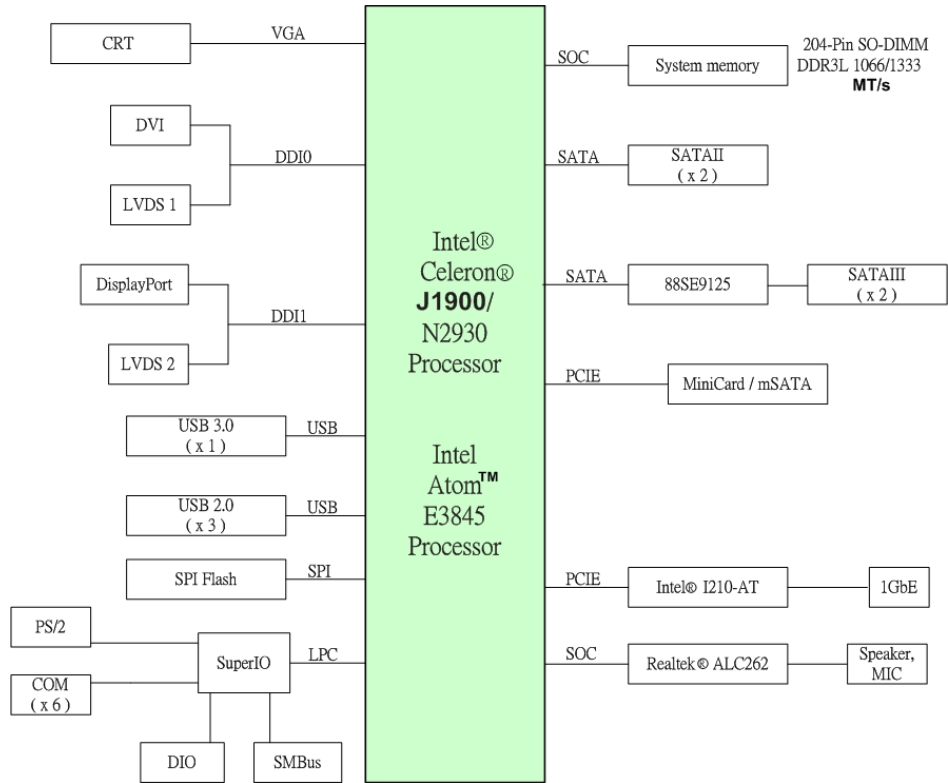 CRT
VGA
DVI
DDI0
LVDS 1
DisplayPort
DDI1
LVDS 2
USB 3.0
( x 1 )
USB
USB 2.0
( x 3 )
USB
SPI Flash
SPI
PS/2
SuperIO
LPC
COM
( x 6 )
DIO
SMBus
Intel®
Celeron®
J1900/
N2930
Processor
Intel
Atom™
E3845
Processor
SOC
System memory
204-Pin SO-DIMM
DDR3L 1066/1333
MT/s
SATA
SATAII
( x 2 )
SATA
88SE9125
SATAIII
( x 2 )
PCIE
MiniCard / mSATA
PCIE
Intel® I210-AT
1GbE
SOC
Realtek® ALC262
Speaker,
MIC